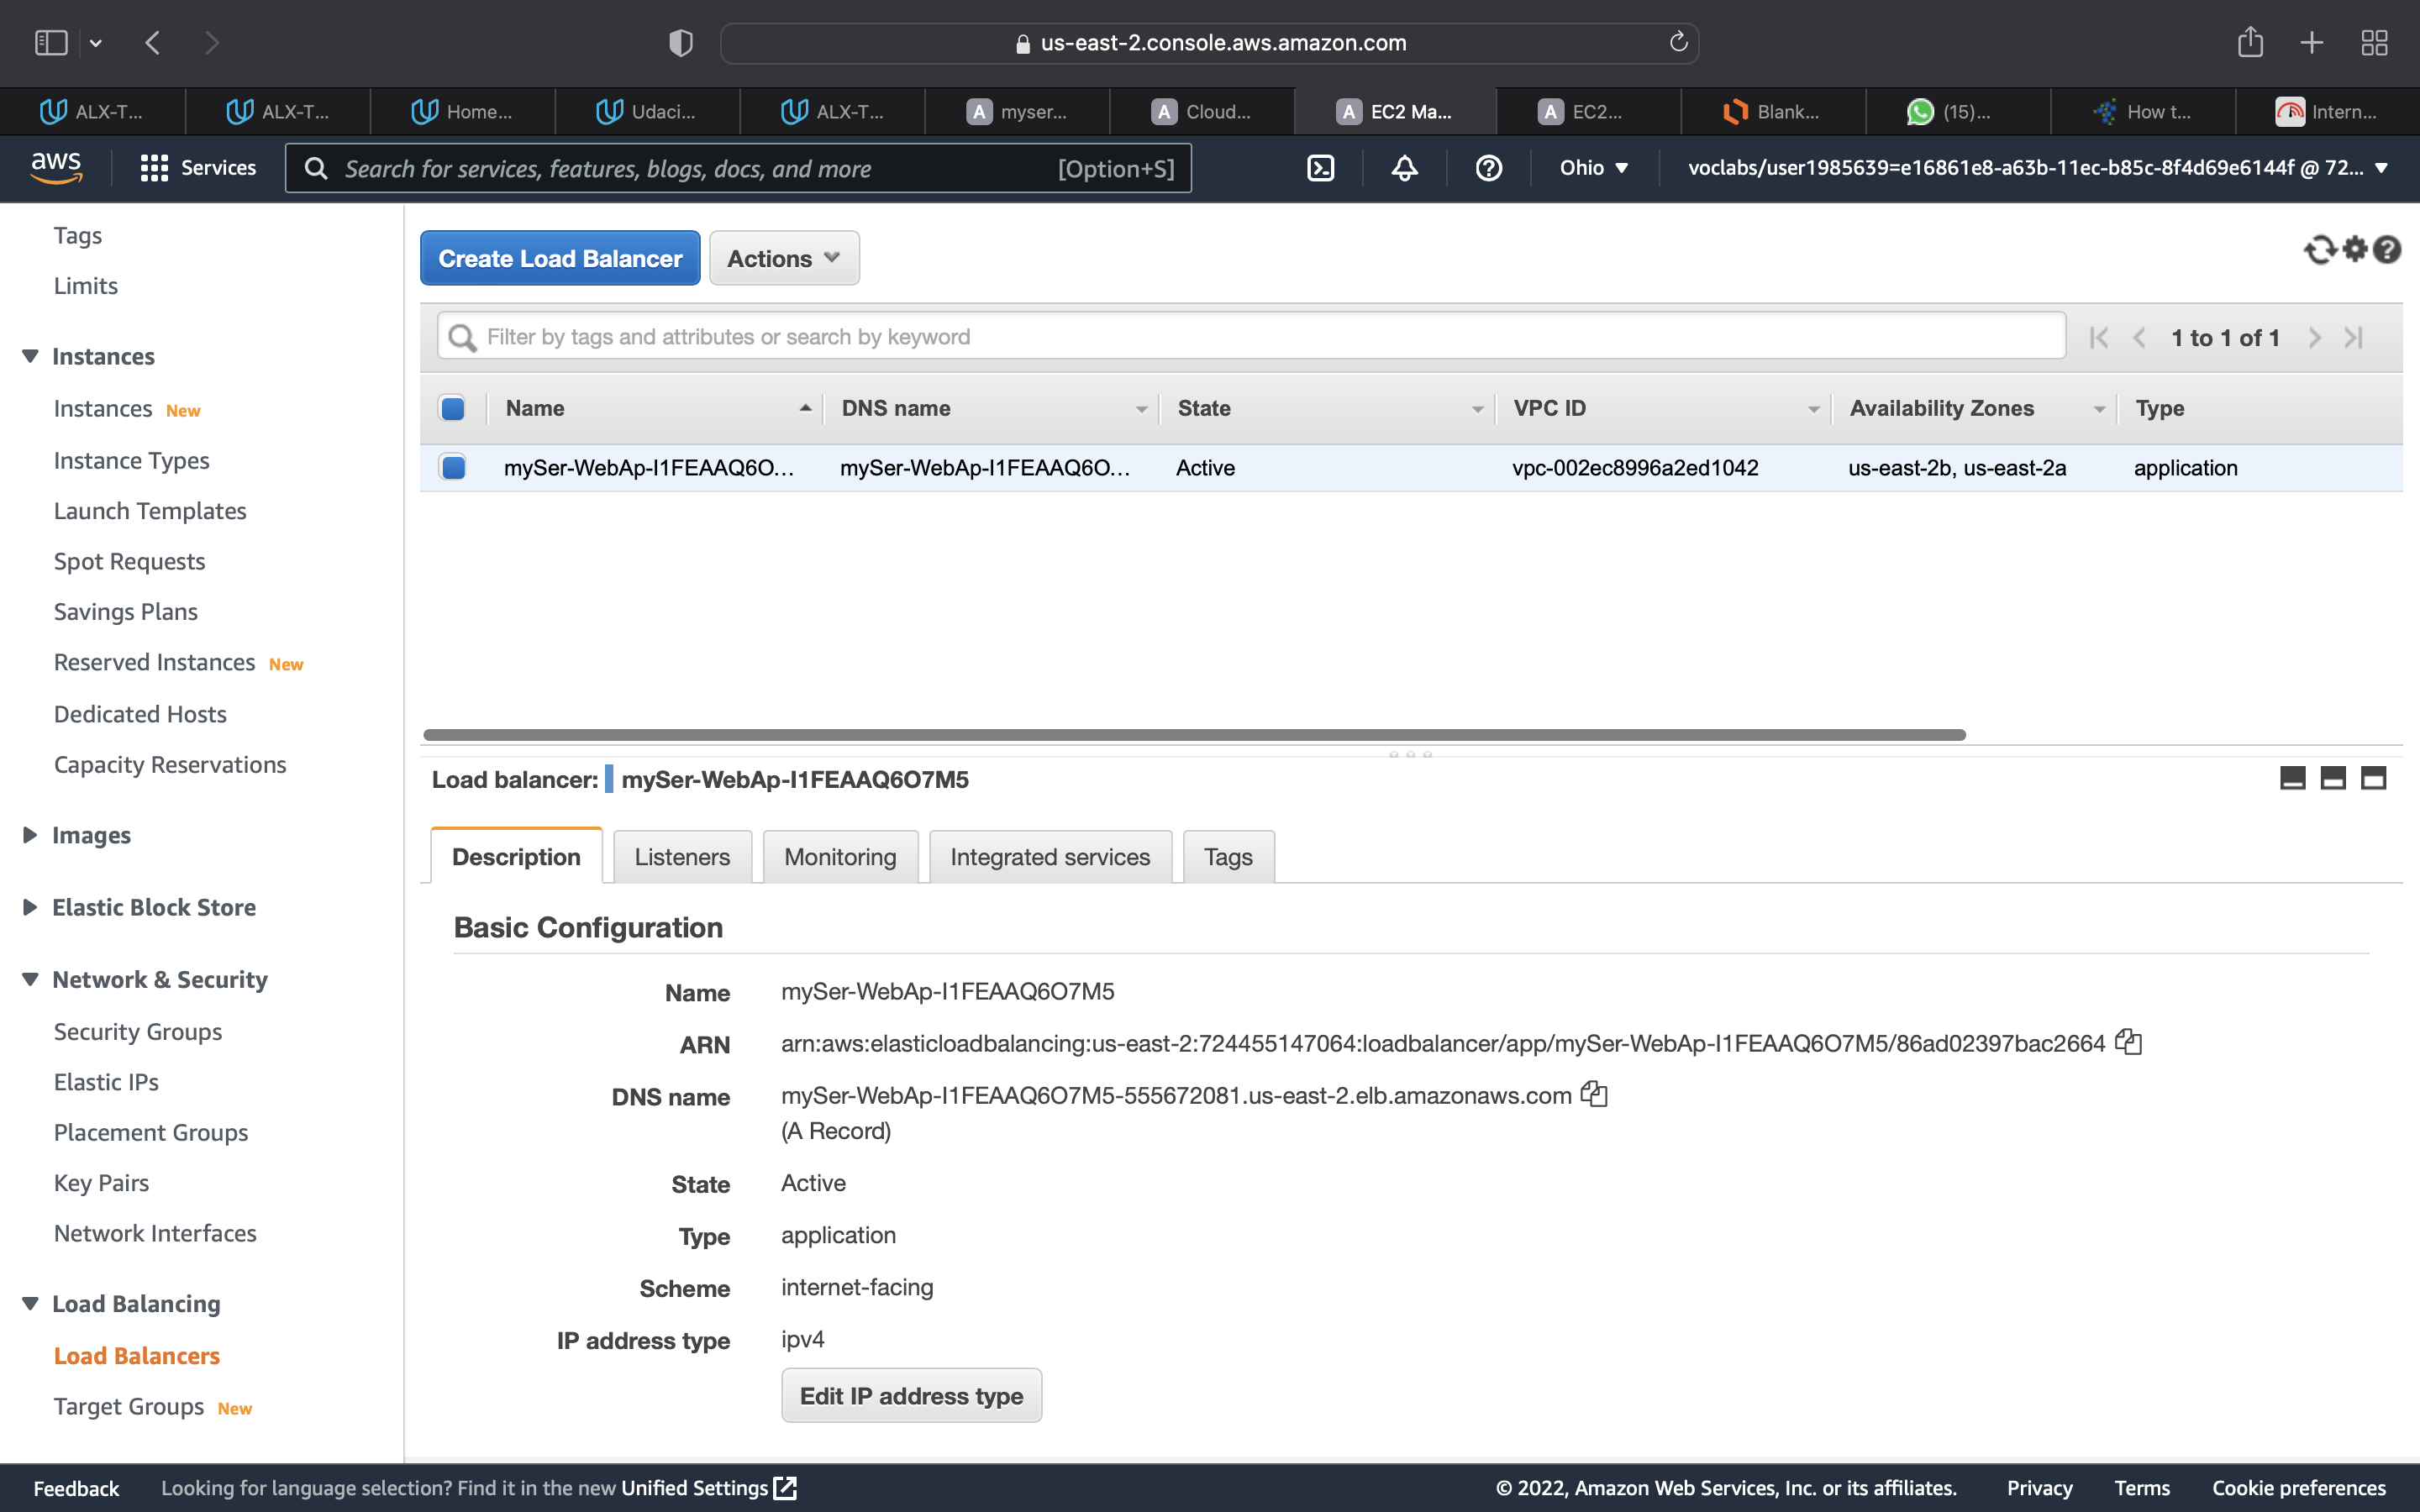 us-east-2.console.aws.amazon.com
ALX-T... ALX-T... Home... Udaci... ALX-T... A myser... A Cloud... A EC2 Ma... A EC2... Blank... (15)... How t... Intern...
aws Services Search for services, features, blogs, docs, and more [Option+S] Ohio voclabs/user1985639=e16861e8-a63b-11ec-b85c-8f4d69e6144f @ 72...
Tags
Limits
Instances
Instances New
Instance Types
Launch Templates
Spot Requests
Savings Plans
Reserved Instances New
Dedicated Hosts
Capacity Reservations
Images
Elastic Block Store
Network & Security
Security Groups
Elastic IPs
Placement Groups
Key Pairs
Network Interfaces
Load Balancing
Load Balancers
Target Groups New
Create Load Balancer Actions
Filter by tags and attributes or search by keyword 1 to 1 of 1
Name DNS name State VPC ID Availability Zones Type
mySer-WebAp-I1FEAAQ6O... mySer-WebAp-I1FEAAQ6O... Active vpc-002ec8996a2ed1042 us-east-2b, us-east-2a application
Load balancer: mySer-WebAp-I1FEAAQ6O7M5
Description Listeners Monitoring Integrated services Tags
Basic Configuration
Name mySer-WebAp-I1FEAAQ6O7M5
ARN arn:aws:elasticloadbalancing:us-east-2:724455147064:loadbalancer/app/mySer-WebAp-I1FEAAQ6O7M5/86ad02397bac2664
DNS name mySer-WebAp-I1FEAAQ6O7M5-555672081.us-east-2.elb.amazonaws.com
(A Record)
State Active
Type application
Scheme internet-facing
IP address type ipv4
Edit IP address type
Feedback Looking for language selection? Find it in the new Unified Settings © 2022, Amazon Web Services, Inc. or its affiliates. Privacy Terms Cookie preferences